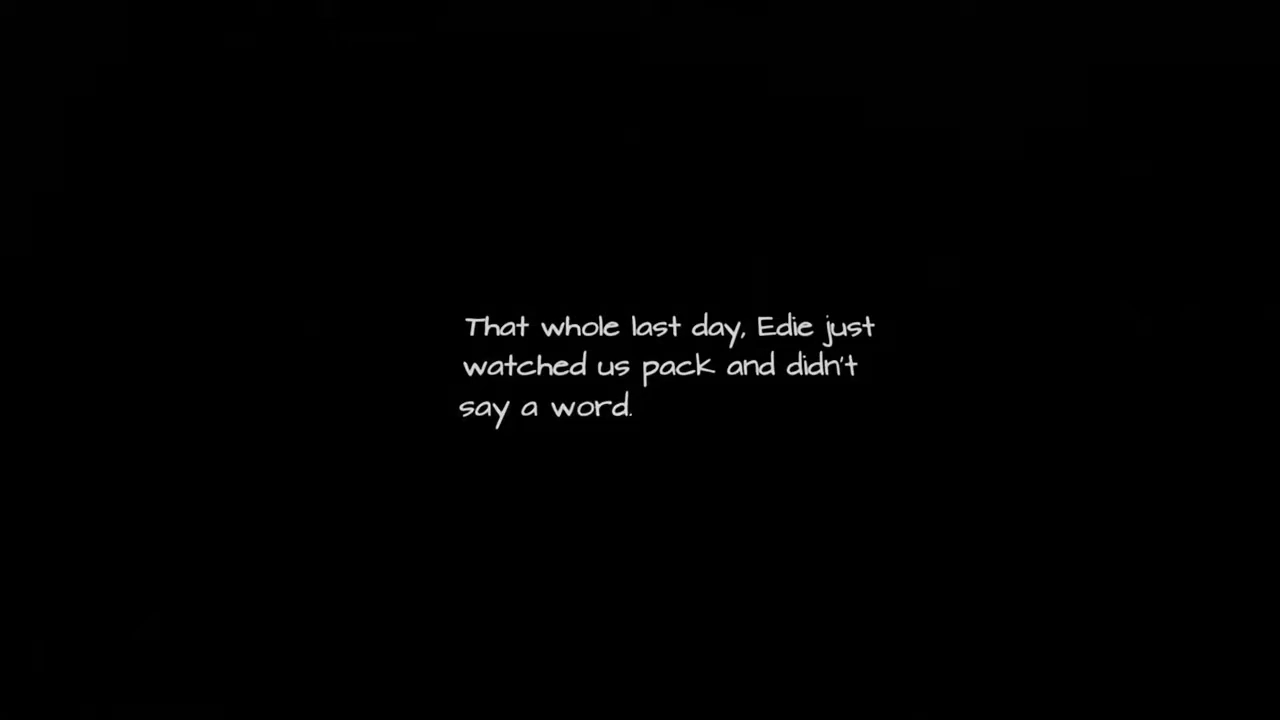 That whole last day, Edie just
watched us pack and didn't
say a word.